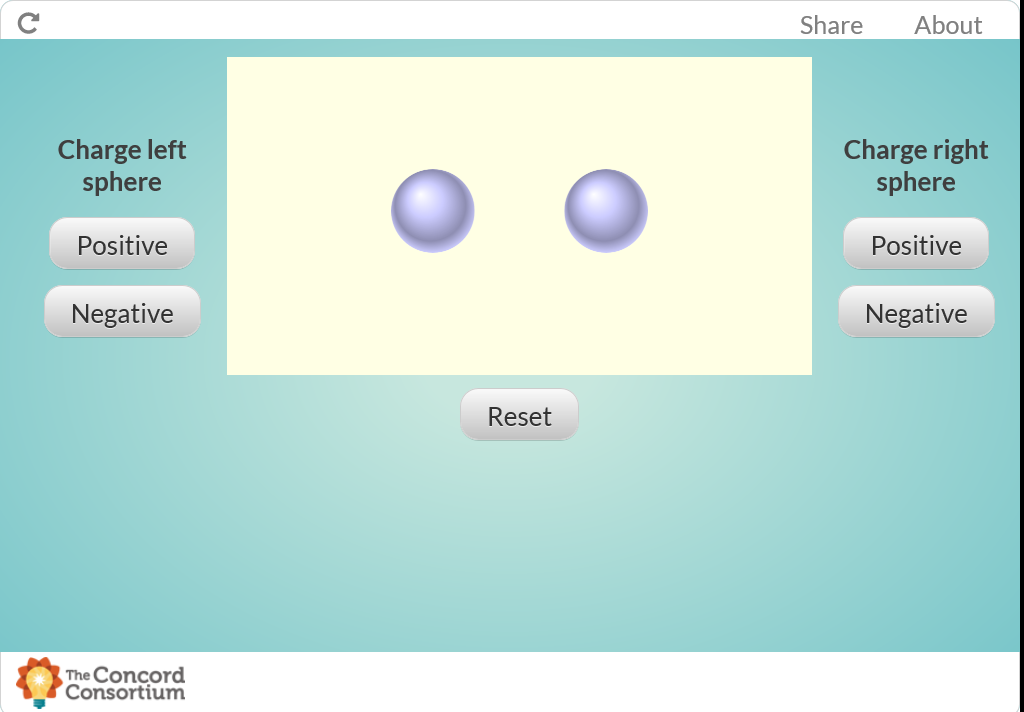 Share About
Charge left
sphere
Positive
Negative
Charge right
sphere
Positive
Negative
Reset
The Concord
Consortium